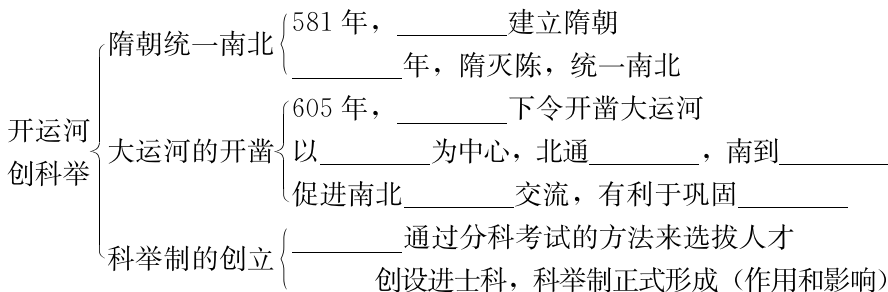 开运河
创科举
隋朝统一南北
581 年，________建立隋朝
________年，隋灭陈，统一南北
大运河的开凿
605 年，________下令开凿大运河
以________为中心，北通________，南到________
促进南北________交流，有利于巩固________
科举制的创立
________通过分科考试的方法来选拔人才
创设进士科，科举制正式形成（作用和影响）